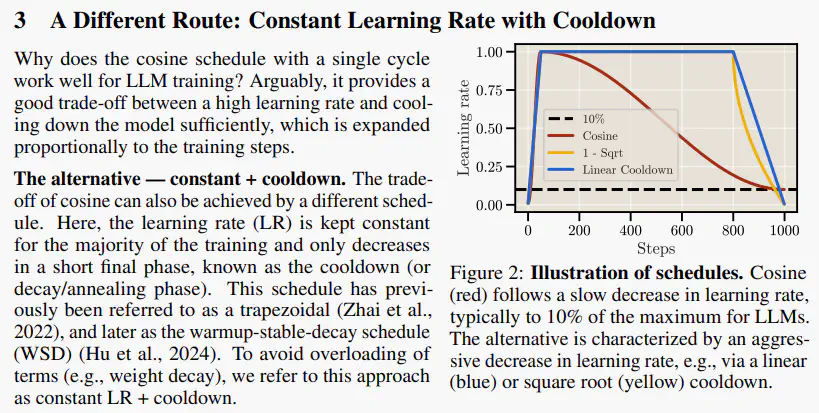 3 A Different Route: Constant Learning Rate with Cooldown
Why does the cosine schedule with a single cycle
work well for LLM training? Arguably, it provides a
good trade-off between a high learning rate and cool-
ing down the model sufficiently, which is expanded
proportionally to the training steps.
The alternative — constant + cooldown. The trade-
off of cosine can also be achieved by a different sched-
ule. Here, the learning rate (LR) is kept constant
for the majority of the training and only decreases
in a short final phase, known as the cooldown (or
decay/annealing phase). This schedule has previ-
ously been referred to as a trapezoidal (Zhai et al.,
2022), and later as the warmup-stable-decay schedule
(WSD) (Hu et al., 2024). To avoid overloading of
terms (e.g., weight decay), we refer to this approach
as constant LR + cooldown.
Learning rate
1.00
0.75
0.50
0.25
0.00
10%
Cosine
1 - Sqrt
Linear Cooldown
0 200 400 600 800 1000
Steps
Figure 2: Illustration of schedules. Cosine
(red) follows a slow decrease in learning rate,
typically to 10% of the maximum for LLMs.
The alternative is characterized by an aggres-
sive decrease in learning rate, e.g., via a linear
(blue) or square root (yellow) cooldown.